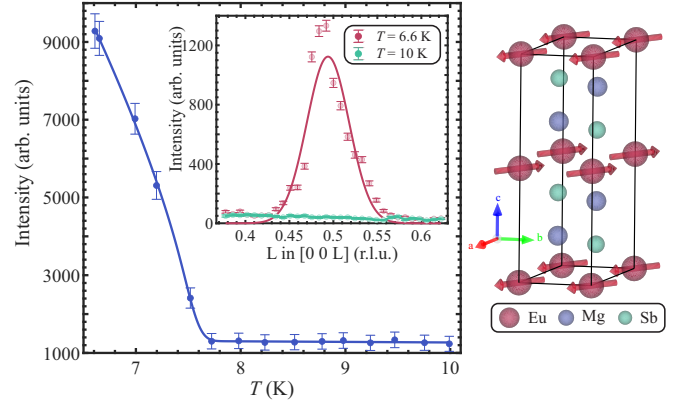 9000
7000
5000
3000
1000
Intensity (arb. units)
7
8
9
10
T (K)
1200
800
400
0
Intensity (arb. units)
0.4
0.45
0.5
0.55
0.6
L in [0 0 L] (r.l.u.)
T = 6.6 K
T = 10 K
c
a
b
Eu Mg Sb